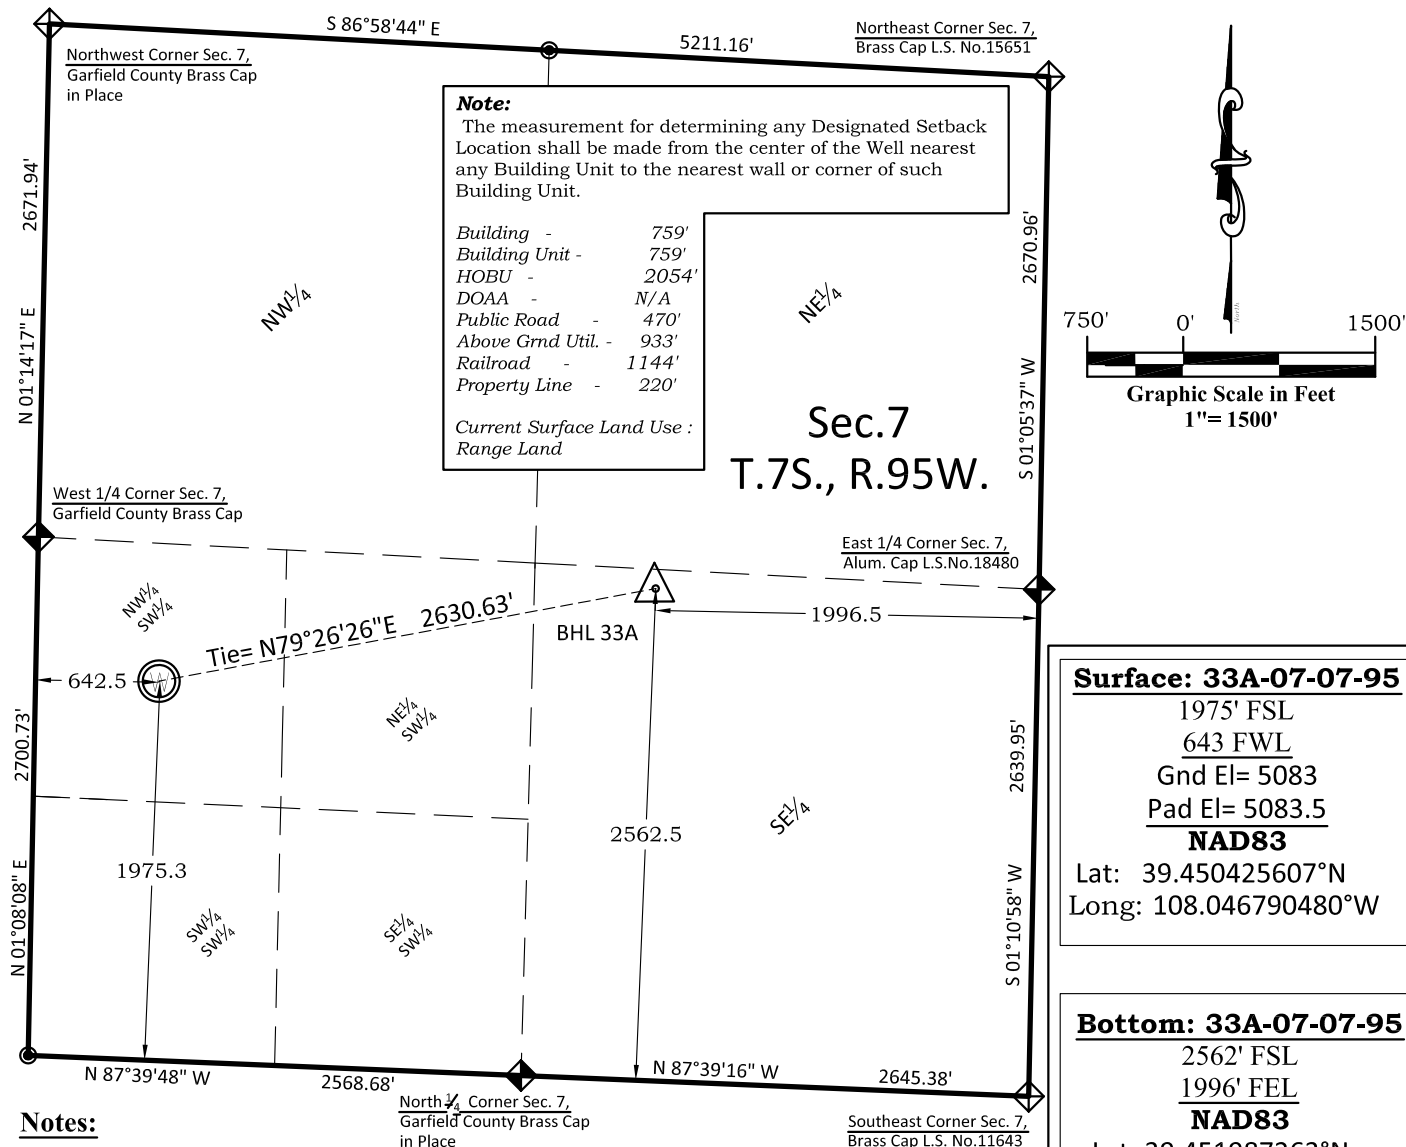 S 86°58'44" E
5211.16'
Northeast Corner Sec. 7,
Brass Cap L.S. No.15651
Northwest Corner Sec. 7,
Garfield County Brass Cap
in Place
Note:
The measurement for determining any Designated Setback
Location shall be made from the center of the Well nearest
any Building Unit to the nearest wall or corner of such
Building Unit.
Building - 759'
Building Unit - 759'
HOBU - 2054'
DOAA - N/A
Public Road - 470'
Above Grnd Util. - 933'
Railroad - 1144'
Property Line - 220'
Current Surface Land Use :
Range Land
2671.94'
N 01°14'17" E
NW¼
NE¼
2670.96'
S 01°05'37" W
North
750' 0' 1500'
Graphic Scale in Feet
1"= 1500'
Sec.7
T.7S., R.95W.
West 1/4 Corner Sec. 7,
Garfield County Brass Cap
East 1/4 Corner Sec. 7,
Alum. Cap L.S.No.18480
NW¼
SW¼
Tie= N79°26'26"E 2630.63'
BHL 33A
1996.5
642.5
W
NE¼
SW¼
2700.73'
N 01°08'08" E
1975.3
2562.5
SE¼
2639.95'
S 01°10'58" W
SW¼
SW¼
SE¼
SW¼
N 87°39'48" W
2568.68'
N 87°39'16" W
2645.38'
North ¼ Corner Sec. 7,
Garfield County Brass Cap
in Place
Southeast Corner Sec. 7,
Brass Cap L.S. No.11643
Notes:
Surface: 33A-07-07-95
1975' FSL
643 FWL
Gnd El= 5083
Pad El= 5083.5
NAD83
Lat: 39.450425607°N
Long: 108.046790480°W
Bottom: 33A-07-07-95
2562' FSL
1996' FEL
NAD83